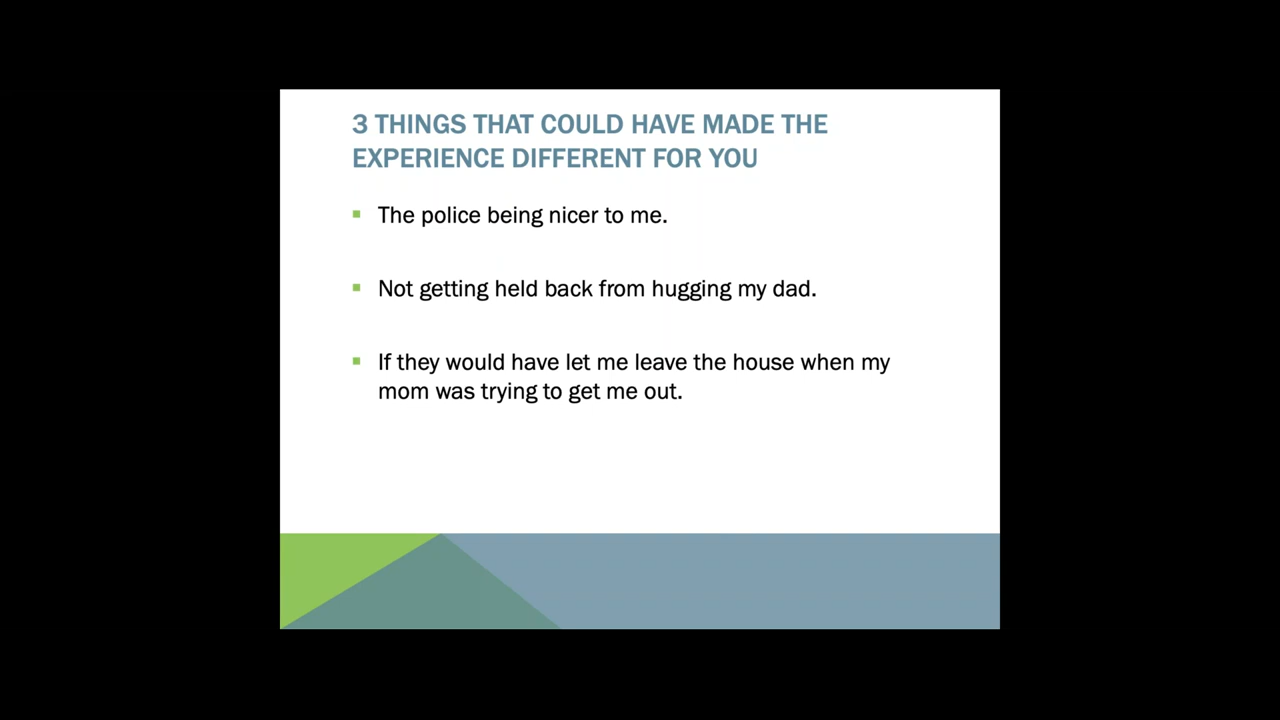 3 THINGS THAT COULD HAVE MADE THE
EXPERIENCE DIFFERENT FOR YOU
The police being nicer to me.
Not getting held back from hugging my dad.
If they would have let me leave the house when my
mom was trying to get me out.